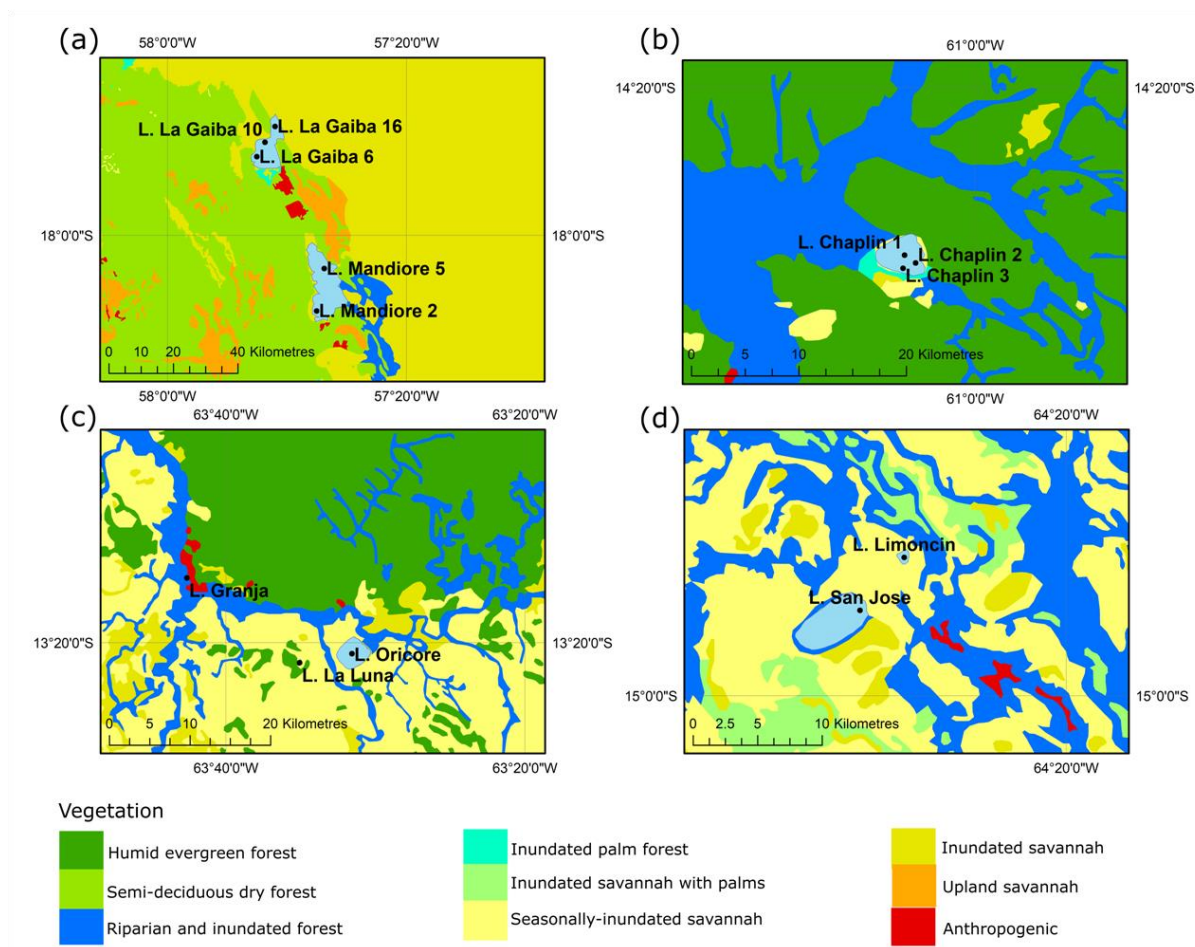 (a)
58°0'0"W 57°20'0"W
L. La Gaiba 10
L. La Gaiba 16
L. La Gaiba 6
18°0'0"S
18°0'0"S
L. Mandiore 5
L. Mandiore 2
0 10 20 40 Kilometres
58°0'0"W 57°20'0"W
(b)
61°0'0"W
14°20'0"S
14°20'0"S
L. Chaplin 1
L. Chaplin 2
L. Chaplin 3
0 5 10 20 Kilometres
61°0'0"W
(c)
63°40'0"W 63°20'0"W
L. Granja
13°20'0"S
13°20'0"S
L. Oricore
L. La Luna
0 5 10 20 Kilometres
63°40'0"W 63°20'0"W
(d)
64°20'0"W
L. Limoncin
L. San Jose
15°0'0"S
15°0'0"S
0 2.5 5 10 Kilometres
64°20'0"W
Vegetation
Humid evergreen forest
Semi-deciduous dry forest
Riparian and inundated forest
Inundated palm forest
Inundated savannah with palms
Seasonally-inundated savannah
Inundated savannah
Upland savannah
Anthropogenic